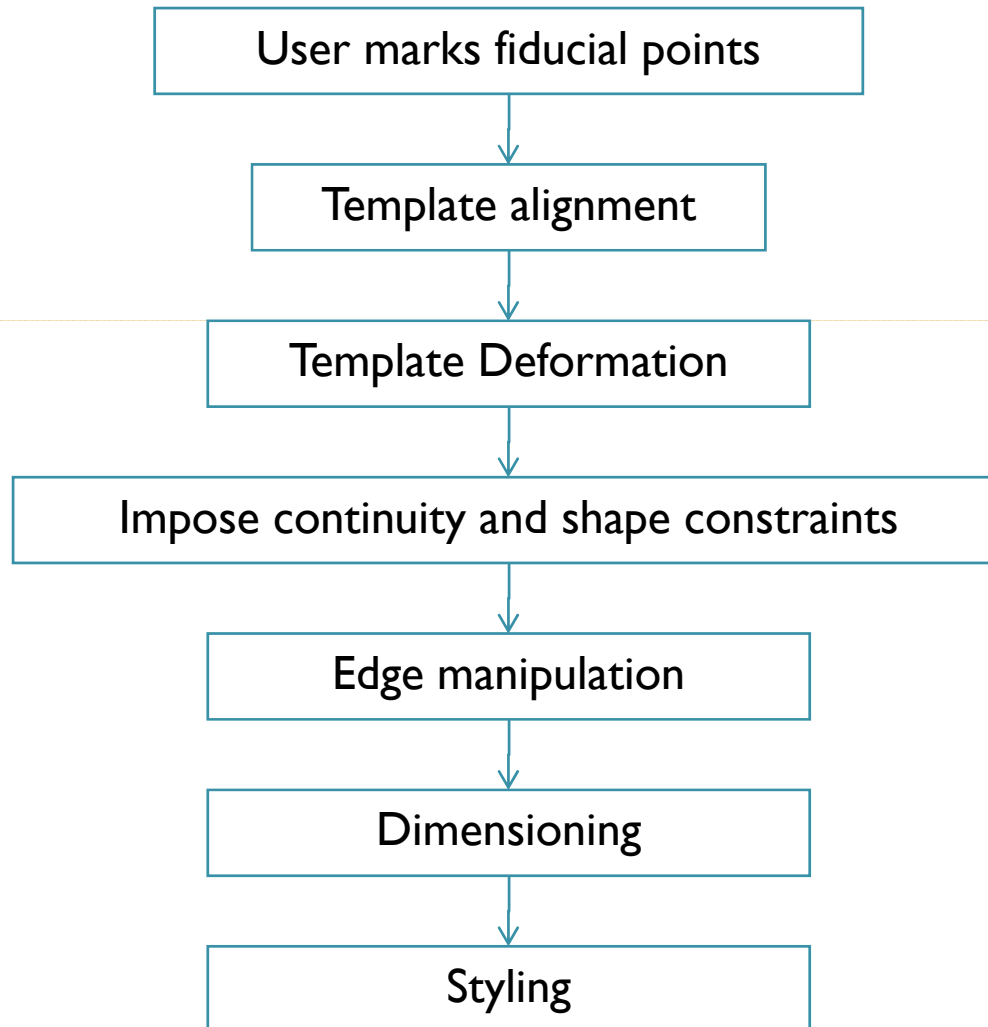 User marks fiducial points
Template alignment
Template Deformation
Impose continuity and shape constraints
Edge manipulation
Dimensioning
Styling